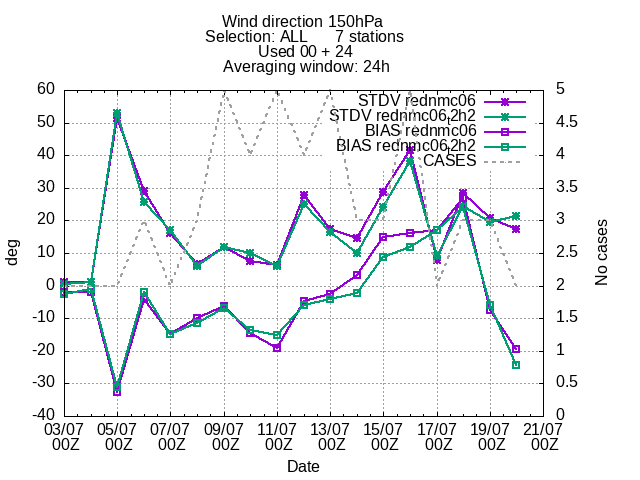 Wind direction 150hPa
Selection: ALL      7 stations
Used 00 + 24
Averaging window: 24h
STDV rednmc06
STDV rednmc06t2h2
BIAS rednmc06
BIAS rednmc06t2h2
CASES
60
50
40
30
20
10
0
-10
-20
-30
-40
deg
5
4.5
4
3.5
3
2.5
2
1.5
1
0.5
0
No cases
03/07 05/07 07/07 09/07 11/07 13/07 15/07 17/07 19/07 21/07
00Z 00Z 00Z 00Z 00Z 00Z 00Z 00Z 00Z 00Z
Date